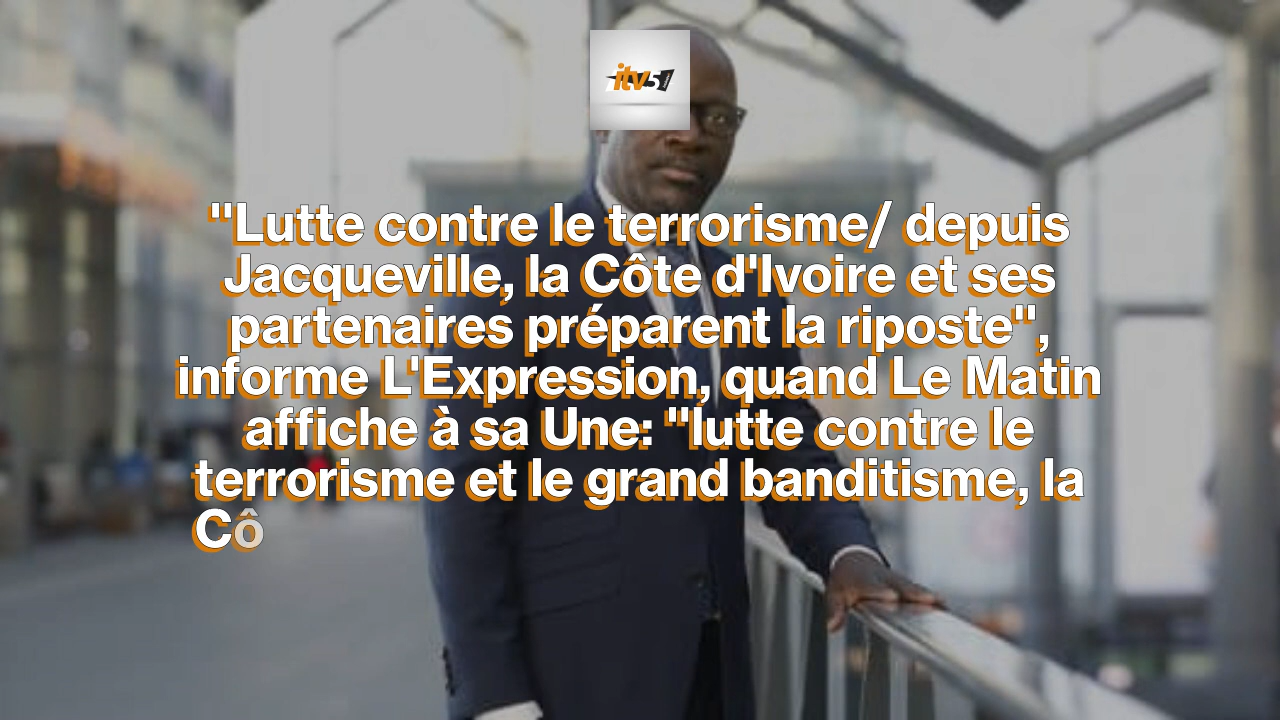 itv5
"Lutte contre le terrorisme/ depuis
Jacqueville, la Côte d'Ivoire et ses
partenaires préparent la riposte",
informe L'Expression, quand Le Matin
affiche à sa Une: "lutte contre le
terrorisme et le grand banditisme, la
Cô